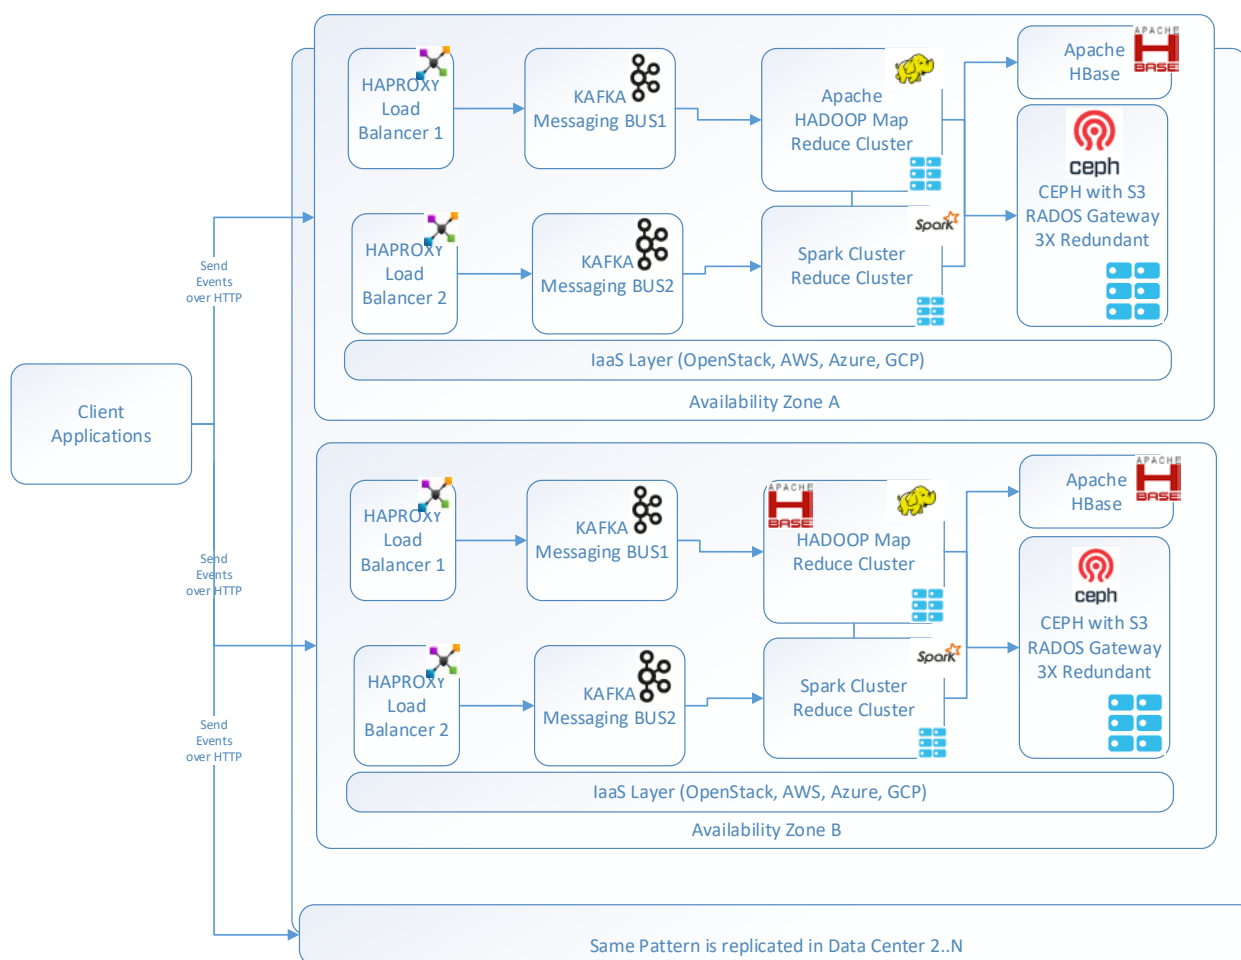 HAPROXY
Load
Balancer 1
KAFKA
Messaging BUS1
Apache
HADOOP Map
Reduce Cluster
APACHE
H
BASE
Apache
HBase
ceph
CEPH with S3
RADOS Gateway
3X Redundant
HAPROXY
Load
Balancer 2
KAFKA
Messaging BUS2
Spark
Spark Cluster
Reduce Cluster
IaaS Layer (OpenStack, AWS, Azure, GCP)
Availability Zone A
Send
Events
over HTTP
Client
Applications
HAPROXY
Load
Balancer 1
KAFKA
Messaging BUS1
APACHE
H
BASE
HADOOP Map
Reduce Cluster
APACHE
H
BASE
Apache
HBase
ceph
CEPH with S3
RADOS Gateway
3X Redundant
Send
Events
over HTTP
HAPROXY
Load
Balancer 2
KAFKA
Messaging BUS2
Spark
Spark Cluster
Reduce Cluster
IaaS Layer (OpenStack, AWS, Azure, GCP)
Availability Zone B
Send
Events
over HTTP
Same Pattern is replicated in Data Center 2..N